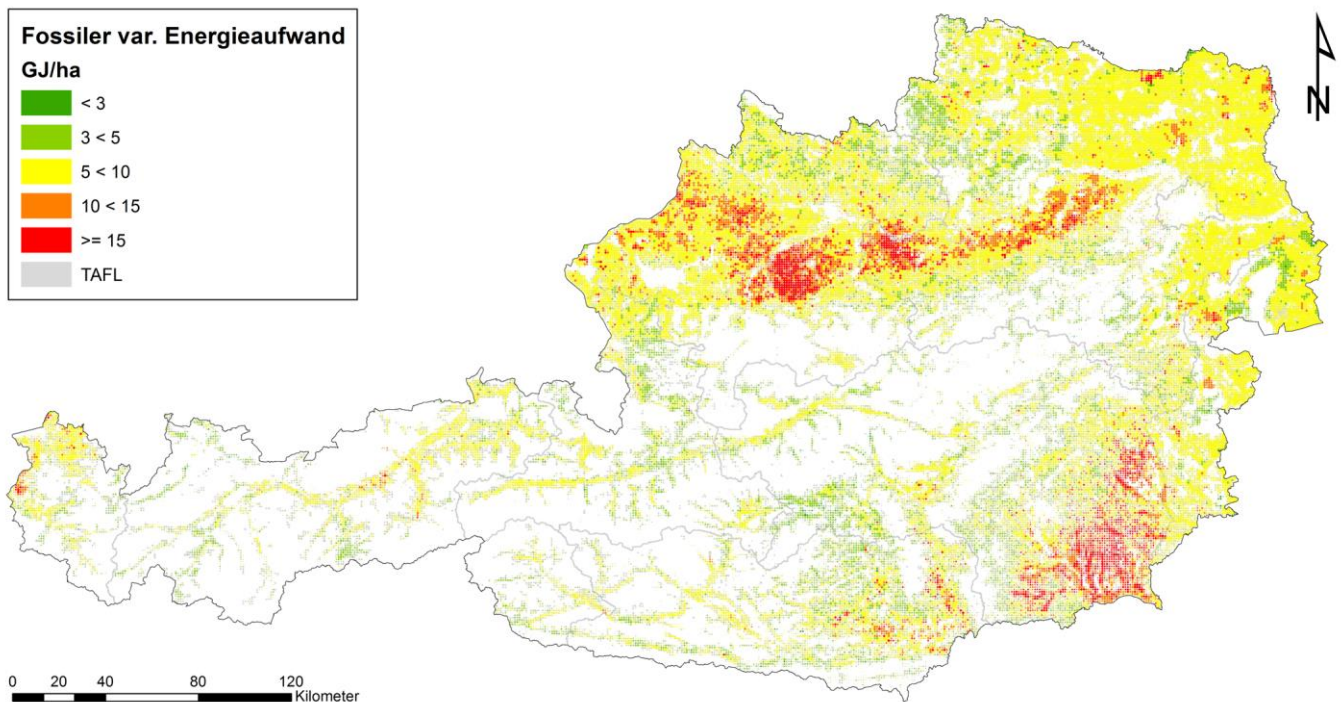 Fossiler var. Energieaufwand
GJ/ha
< 3
3 < 5
5 < 10
10 < 15
>= 15
TAFL
N
0 20 40 80 120
Kilometer